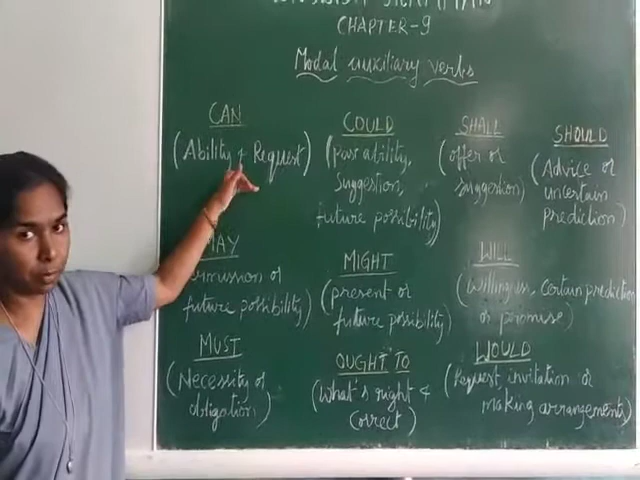 CHAPTER-9
Modal auxiliary verbs
CAN
(Ability & Request)
COULD
(Past ability,
Suggestion,
future possibility)
SHALL
(offer or
suggestion)
SHOULD
(Advice or
uncertain
prediction)
MAY
future possibility)
MIGHT
(present or
future possibility)
WILL
(willingness, Certain prediction
or promise)
MUST
(Necessity or
obligation)
OUGHT TO
(What's right &
correct)
WOULD
(Request, invitation or
making arrangements)